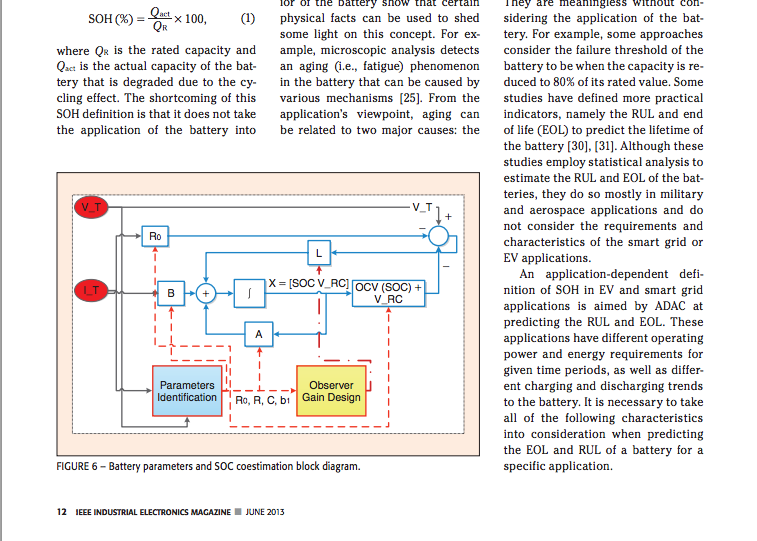 SOH (%) = Qact/QR × 100, (1)
where QR is the rated capacity and
Qact is the actual capacity of the bat-
tery that is degraded due to the cy-
cling effect. The shortcoming of this
SOH definition is that it does not take
the application of the battery into
ior of the battery show that certain
physical facts can be used to shed
some light on this concept. For ex-
ample, microscopic analysis detects
an aging (i.e., fatigue) phenomenon
in the battery that can be caused by
various mechanisms [25]. From the
application's viewpoint, aging can
be related to two major causes: the
V_T
V_T
+
−
Ro
L
−
I_T
B
+
∫
X = [SOC V_RC]
OCV (SOC) +
V_RC
A
Parameters
Identification
Ro, R, C, b1
Observer
Gain Design
FIGURE 6 – Battery parameters and SOC coestimation block diagram.
They are meaningless without con-
sidering the application of the bat-
tery. For example, some approaches
consider the failure threshold of the
battery to be when the capacity is re-
duced to 80% of its rated value. Some
studies have defined more practical
indicators, namely the RUL and end
of life (EOL) to predict the lifetime of
the battery [30], [31]. Although these
studies employ statistical analysis to
estimate the RUL and EOL of the bat-
teries, they do so mostly in military
and aerospace applications and do
not consider the requirements and
characteristics of the smart grid or
EV applications.
An application-dependent defi-
nition of SOH in EV and smart grid
applications is aimed by ADAC at
predicting the RUL and EOL. These
applications have different operating
power and energy requirements for
given time periods, as well as differ-
ent charging and discharging trends
to the battery. It is necessary to take
all of the following characteristics
into consideration when predicting
the EOL and RUL of a battery for a
specific application.
12 IEEE INDUSTRIAL ELECTRONICS MAGAZINE ■ JUNE 2013